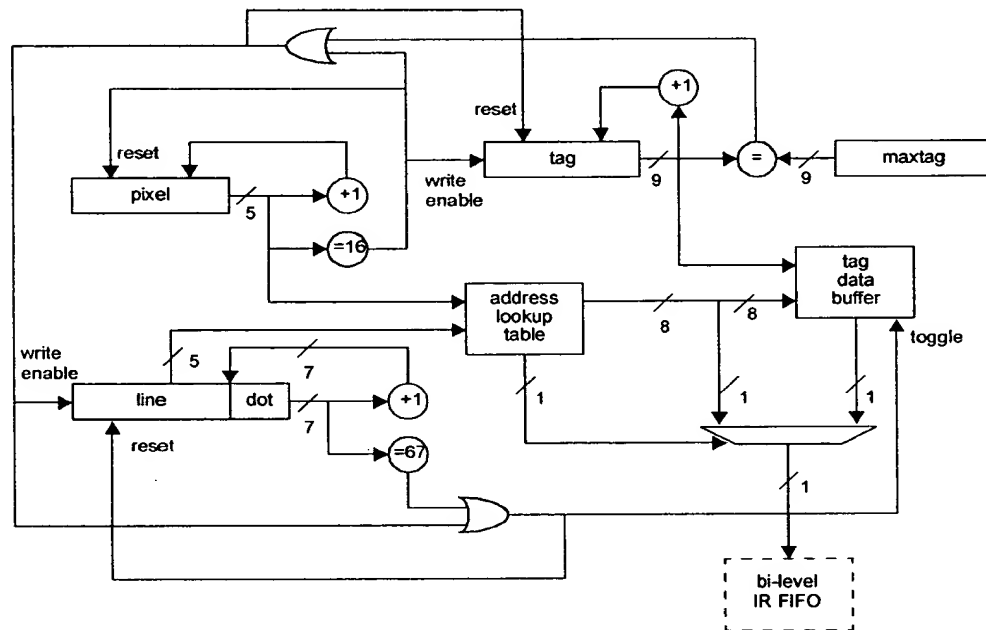 reset
+1
reset
tag
=
maxtag
9
9
write
enable
pixel
5
+1
=16
address
lookup
table
tag
data
buffer
8
8
toggle
write
enable
5
7
line
dot
7
+1
1
1
1
reset
=67
1
bi-level
IR FIFO